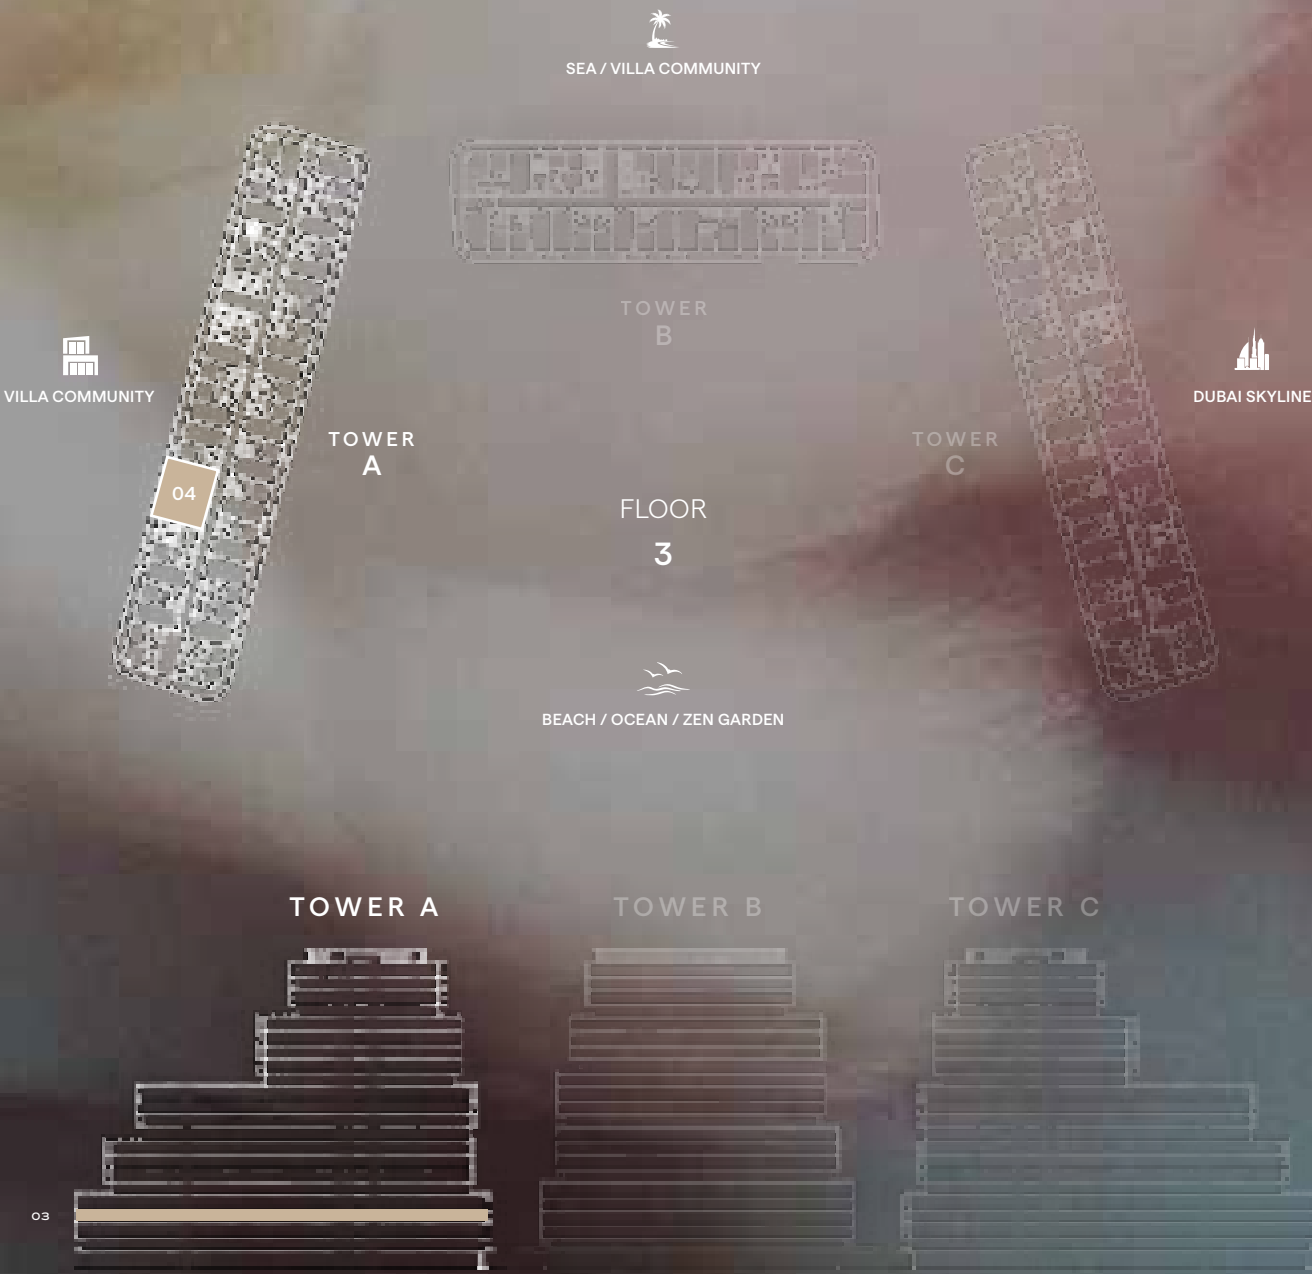 SEA / VILLA COMMUNITY
TOWER
B
VILLA COMMUNITY
DUBAI SKYLINE
TOWER
A
TOWER
C
04
FLOOR
3
BEACH / OCEAN / ZEN GARDEN
TOWER A
TOWER B
TOWER C
03